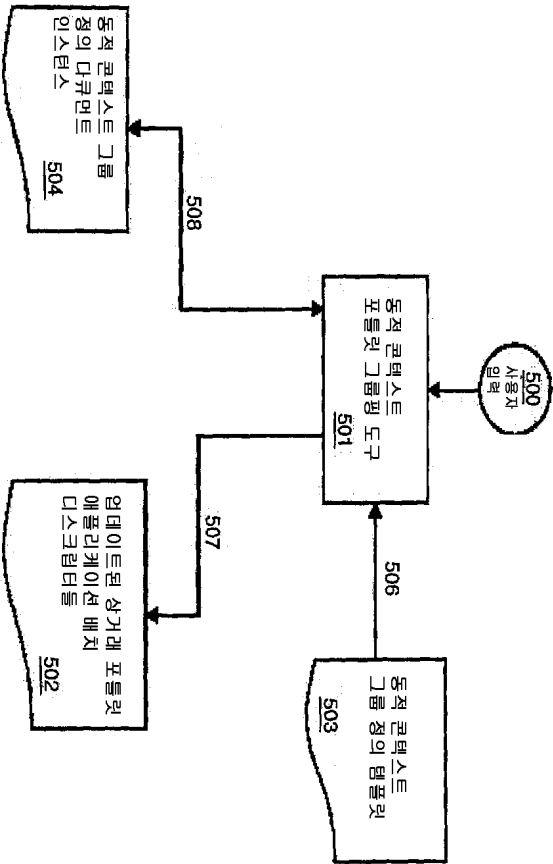 500
사용자
입력
동적 콘텍스트
포틀릿 그룹핑 도구
501
506
동적 콘텍스트
그룹 정의 템플릿
503
508
507
동적 콘텍스트 그룹
정의 다큐먼트
인스턴스
504
업데이트된 상거래 포틀릿
애플리케이션 배치
디스크립터들
502